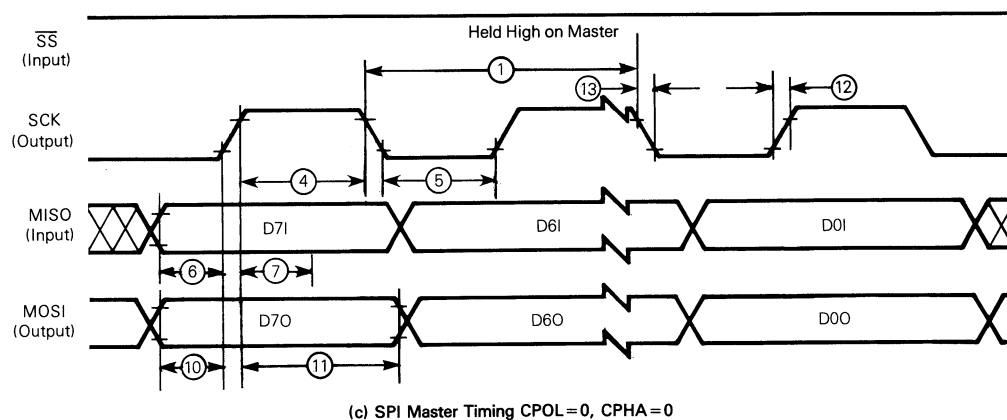 Held High on Master
SS
(Input)
1
13
12
SCK
(Output)
4
5
MISO
(Input)
D7I
D6I
D0I
6
7
MOSI
(Output)
D7O
D6O
D0O
10
11
(c) SPI Master Timing CPOL=0, CPHA=0